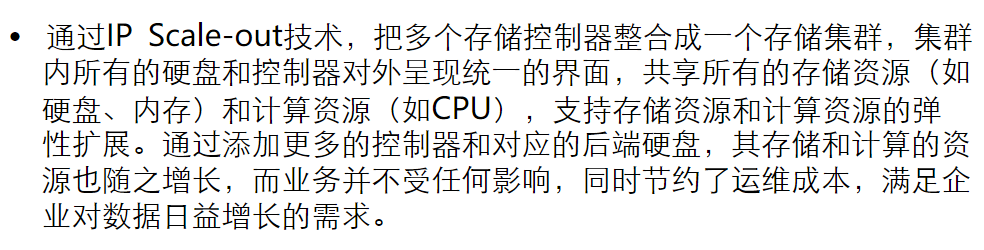 • 通过IP Scale-out技术，把多个存储控制器整合成一个存储集群，集群
内所有的硬盘和控制器对外呈现统一的界面，共享所有的存储资源（如
硬盘、内存）和计算资源（如CPU），支持存储资源和计算资源的弹
性扩展。通过添加更多的控制器和对应的后端硬盘，其存储和计算的资
源也随之增长，而业务并不受任何影响，同时节约了运维成本，满足企
业对数据日益增长的需求。